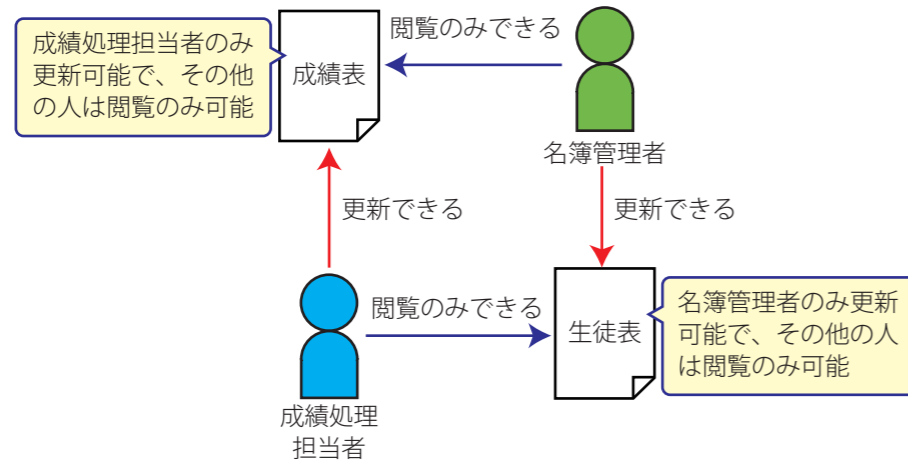 成績処理担当者のみ
更新可能で、その他
の人は閲覧のみ可能
成績表
閲覧のみできる
名簿管理者
更新できる
更新できる
閲覧のみできる
生徒表
名簿管理者のみ更新
可能で、その他の人
は閲覧のみ可能
成績処理
担当者